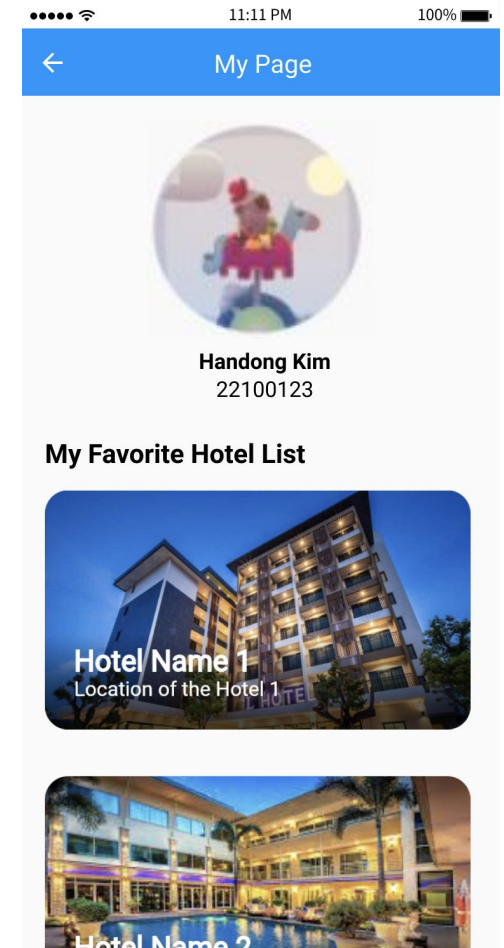 11:11 PM 100%
My Page
Handong Kim
22100123
My Favorite Hotel List
Hotel Name 1
Location of the Hotel 1
HOTEL
Hotel Name 2